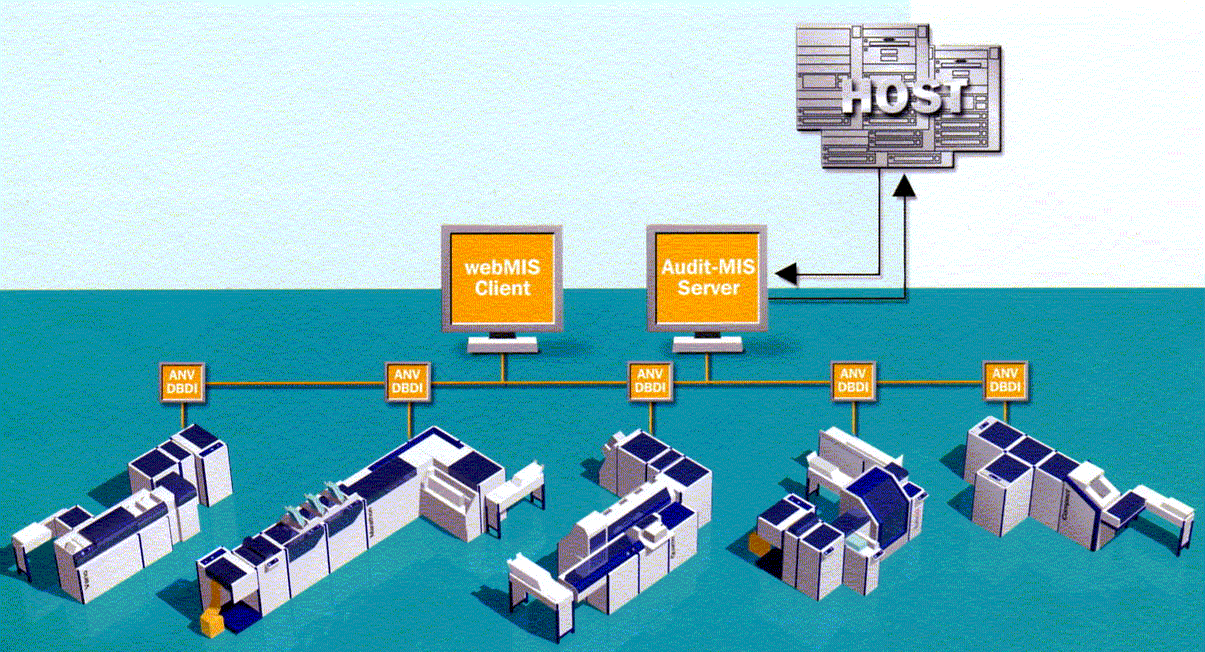 HOST
webMIS
Client
Audit-MIS
Server
ANV
DBDI
ANV
DBDI
ANV
DBDI
ANV
DBDI
ANV
DBDI